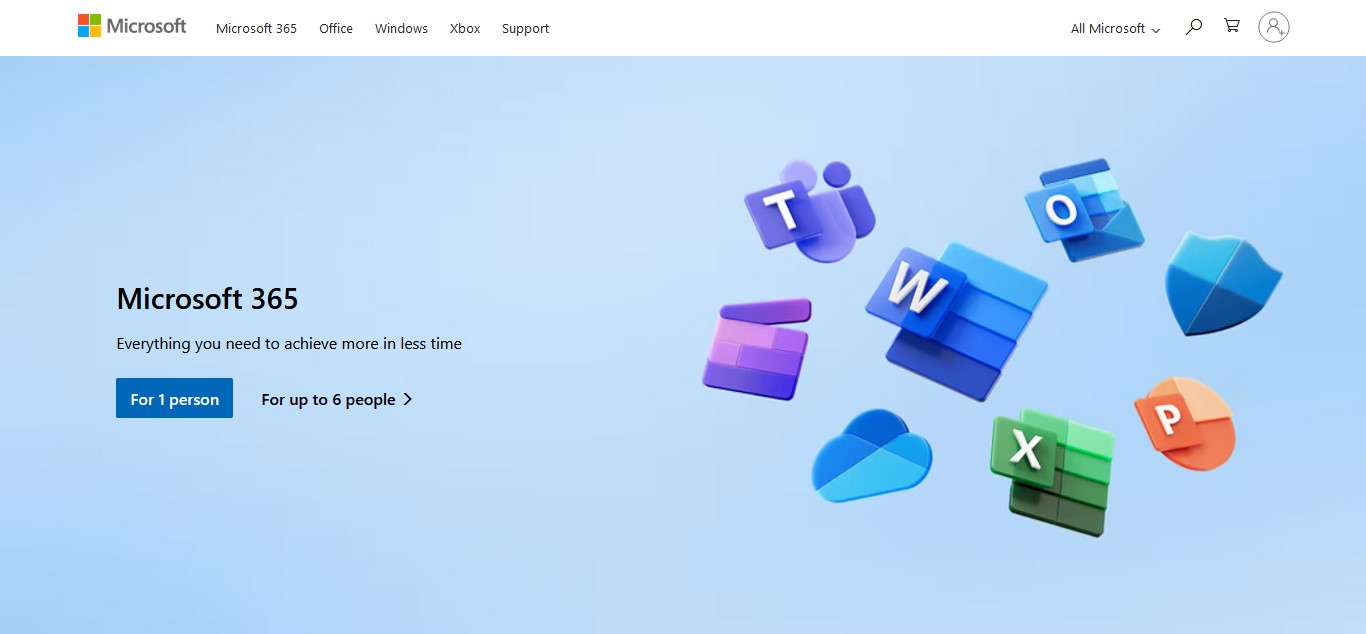 Microsoft Microsoft 365 Office Windows Xbox Support All Microsoft
T
O
W
Microsoft 365
Everything you need to achieve more in less time
For 1 person For up to 6 people
P
X